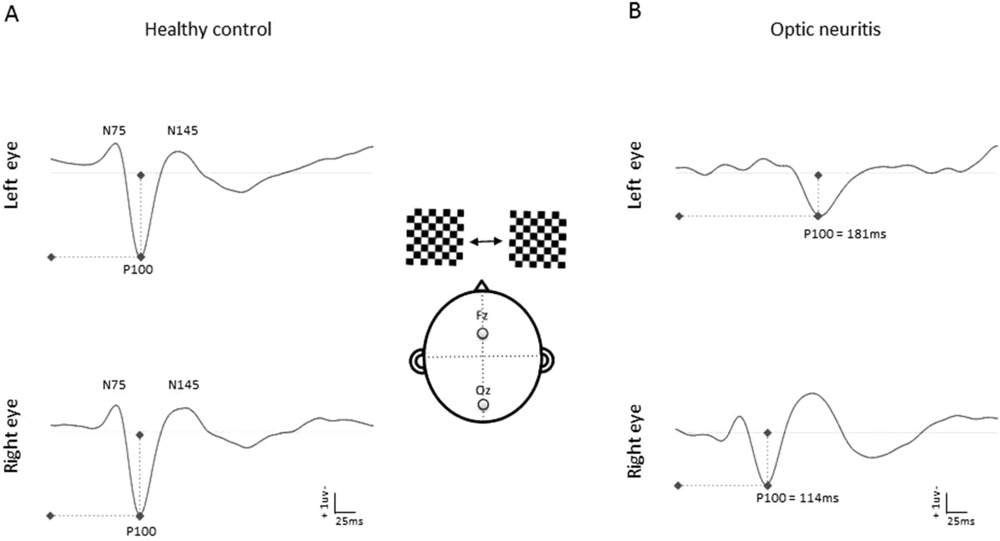 A
Healthy control
B
Optic neuritis
Left eye
N75
N145
P100
Left eye
P100 = 181ms
Fz
Oz
Right eye
N75
N145
P100
+ 1uv -
25ms
Right eye
P100 = 114ms
+ 1uv -
25ms